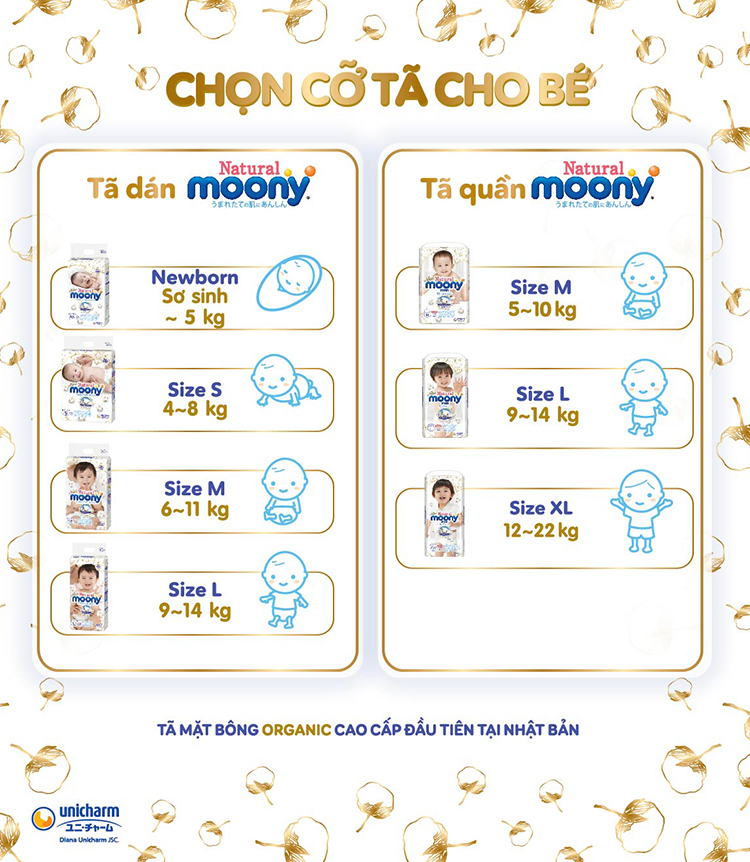 CHỌN CỠ TÃ CHO BÉ
Tã dán Natural moony
うまれたての肌にあんしん
Newborn
Sơ sinh
~ 5 kg
Size S
4~8 kg
Size M
6~11 kg
Size L
9~14 kg
Tã quần Natural moony
うまれたての肌にあんしん
Size M
5~10 kg
Size L
9~14 kg
Size XL
12~22 kg
TÃ MẶT BÔNG ORGANIC CAO CẤP ĐẦU TIÊN TẠI NHẬT BẢN
unicharm
ユニ・チャーム
Diana Unicharm JSC.